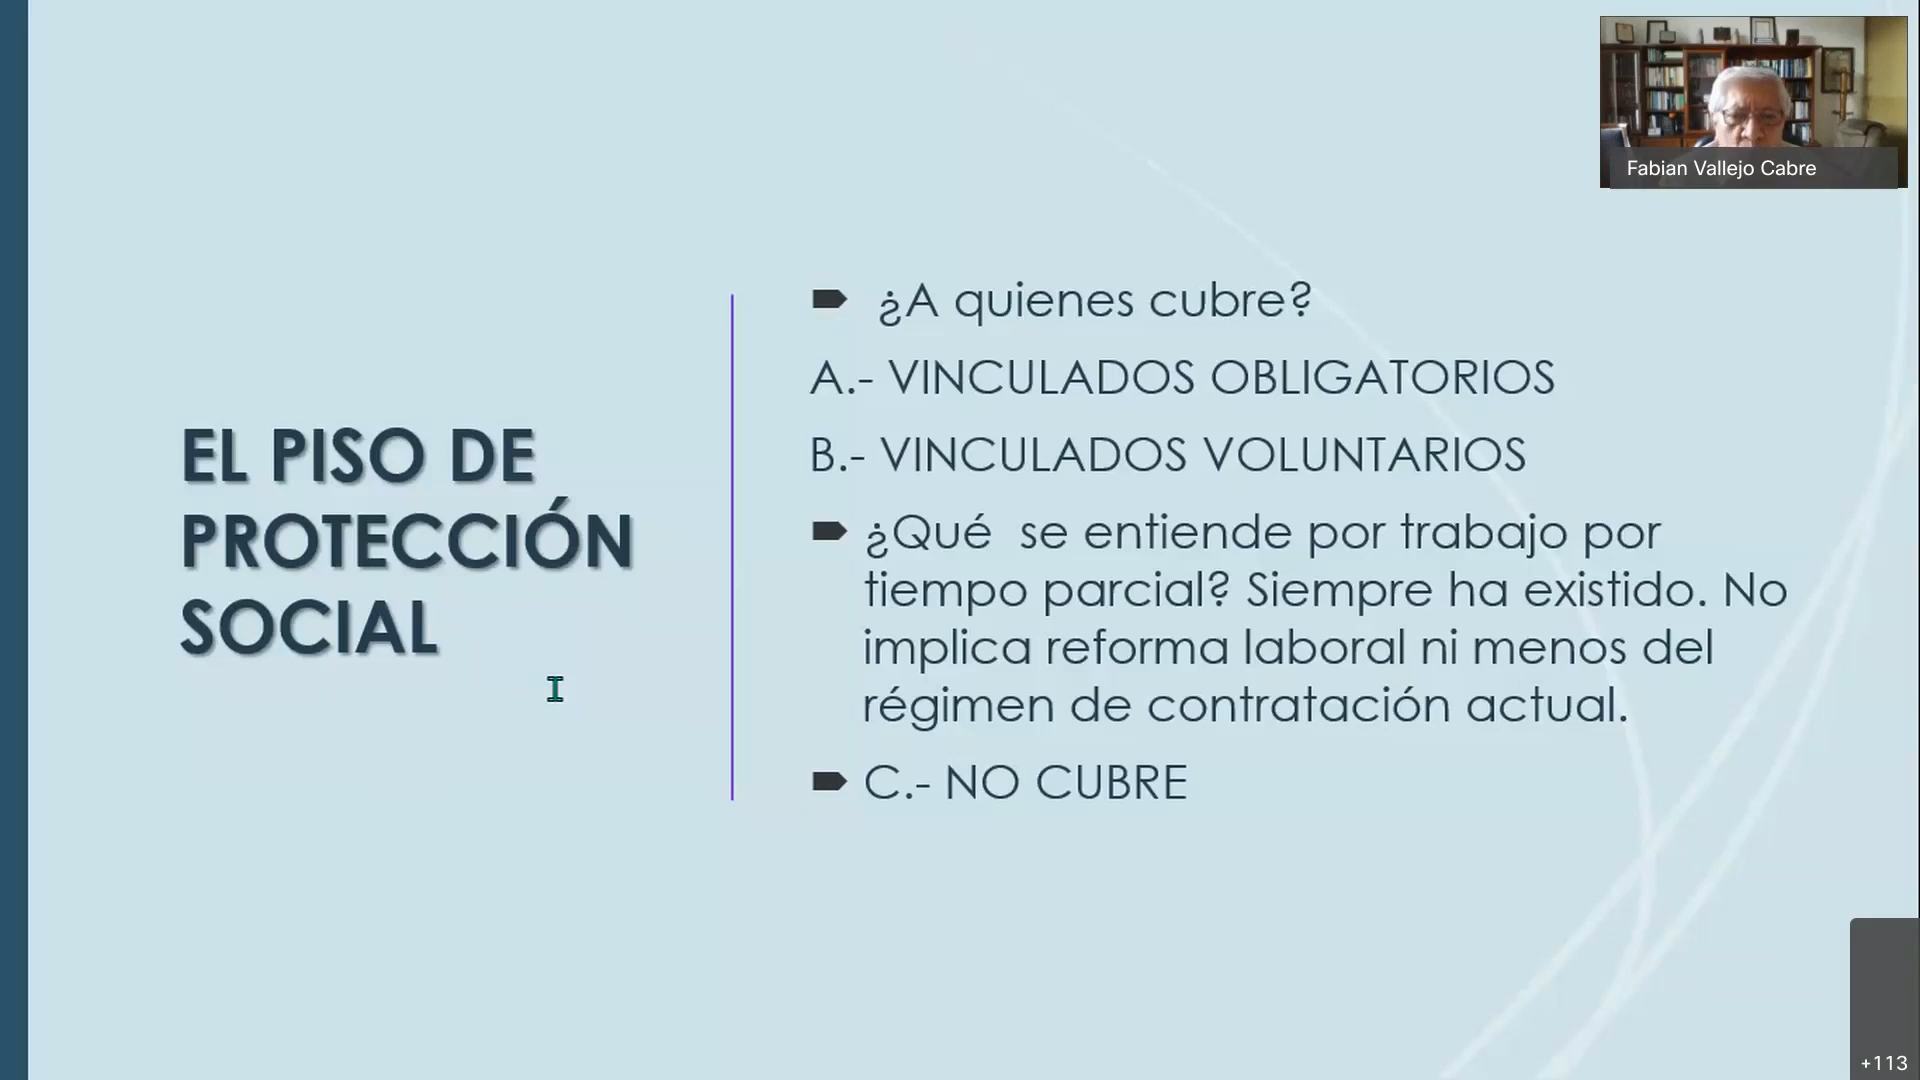 Fabian Vallejo Cabre
EL PISO DE
PROTECCIÓN
SOCIAL
¿A quienes cubre?
A.- VINCULADOS OBLIGATORIOS
B.- VINCULADOS VOLUNTARIOS
¿Qué  se entiende por trabajo por
tiempo parcial? Siempre ha existido. No
implica reforma laboral ni menos del
régimen de contratación actual.
C.- NO CUBRE
+113